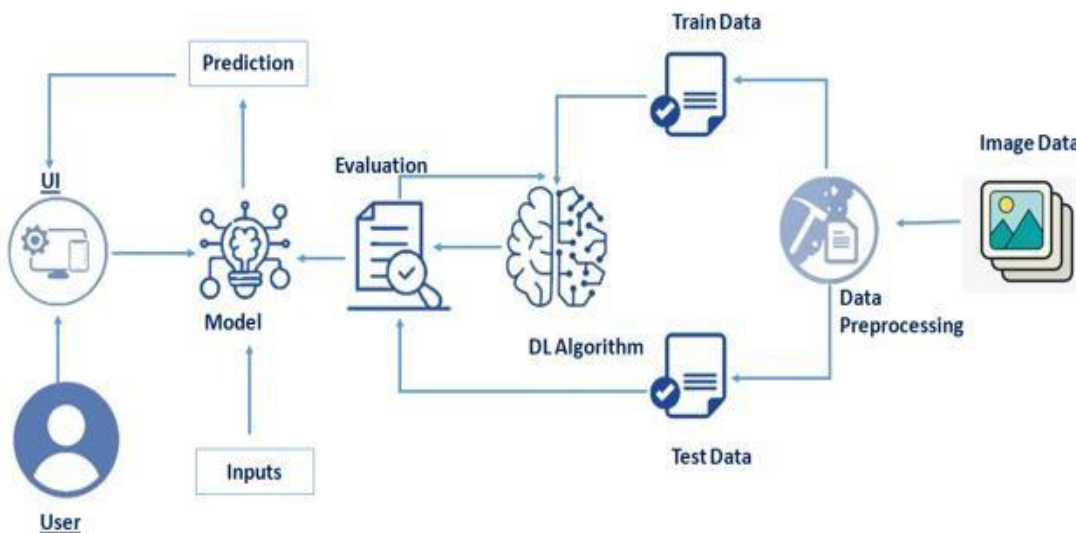 Train Data
Prediction
Image Data
Evaluation
UI
Data
Preprocessing
Model
DL Algorithm
Test Data
Inputs
User